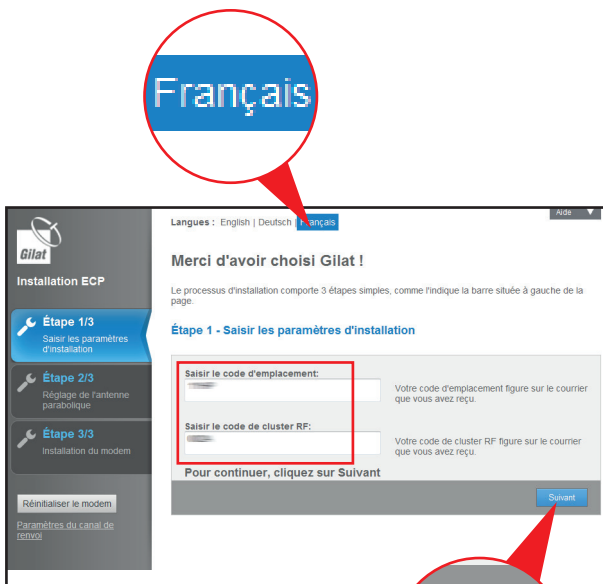 Français
Langues : English | Deutsch | Français
Aide
Gilat
Installation ECP
Merci d'avoir choisi Gilat !
Le processus d'installation comporte 3 étapes simples, comme l'indique la barre située à gauche de la
page.
Étape 1 - Saisir les paramètres d'installation
Étape 1/3
Saisir les paramètres
d'installation
Étape 2/3
Réglage de l'antenne
parabolique
Étape 3/3
Installation du modem
Réinitialiser le modem
Paramètres du canal de
renvoi
Saisir le code d'emplacement:
Votre code d'emplacement figure sur le courrier
que vous avez reçu.
Saisir le code de cluster RF:
Votre code de cluster RF figure sur le courrier
que vous avez reçu.
Pour continuer, cliquez sur Suivant
Suivant